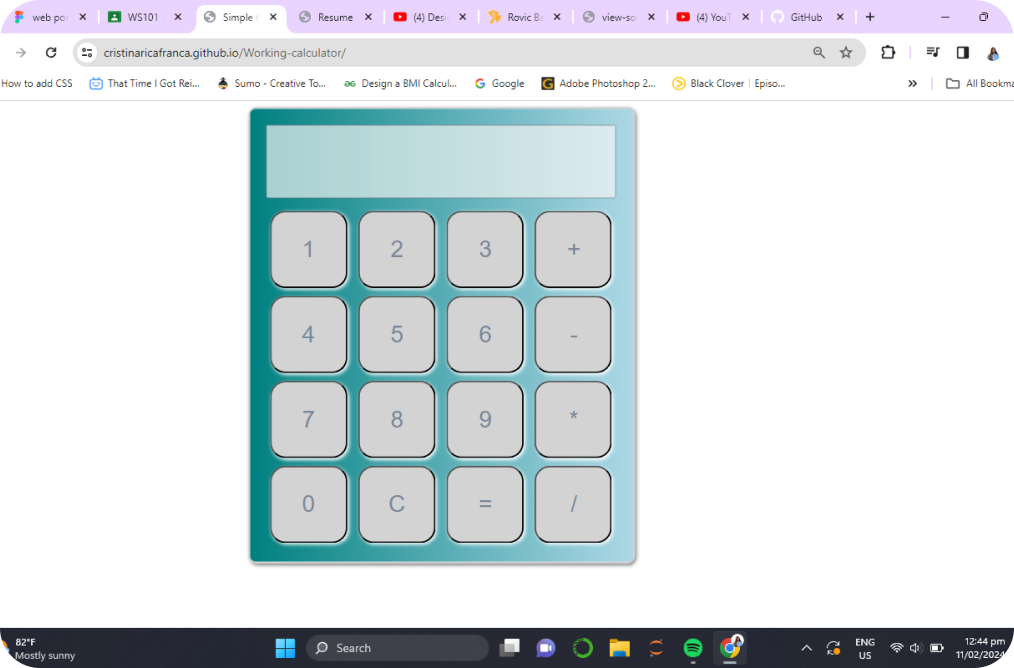 web po WS101 - Simple Resume (4) Desi Rovic Ba view-so (4) YouT GitHub
cristinaricafranca.github.io/Working-calculator/
How to add CSS That Time I Got Rei... Sumo - Creative To... Design a BMI Calcul... Google Adobe Photoshop 2... Black Clover | Episo... » All Bookma
1 2 3 +
4 5 6 -
7 8 9 *
0 C = /
82°F
Mostly sunny
Search
ENG
US
12:44 pm
11/02/2024